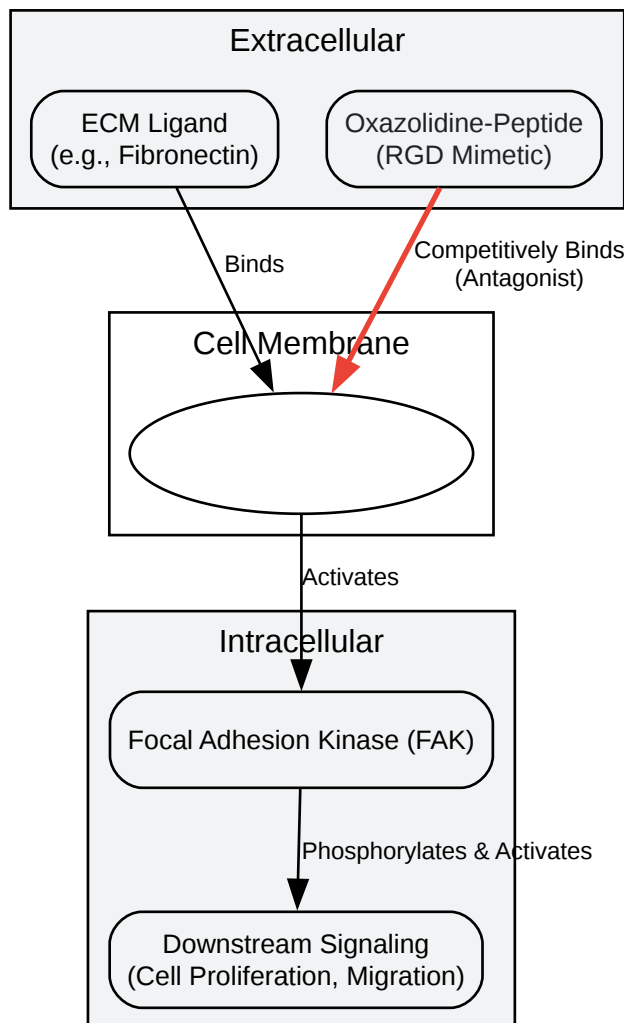 Extracellular
ECM Ligand
(e.g., Fibronectin)
Oxazolidine-Peptide
(RGD Mimetic)
Binds
Competitively Binds
(Antagonist)
Cell Membrane
Activates
Intracellular
Focal Adhesion Kinase (FAK)
Phosphorylates & Activates
Downstream Signaling
(Cell Proliferation, Migration)